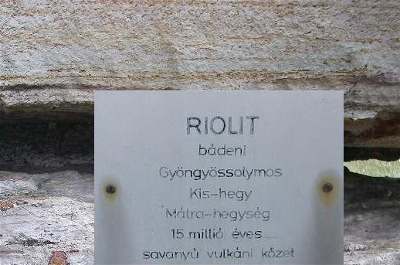 RIOLIT
bádeni
Gyöngyössolymos
Kis-hegy
Mátra-hegység
15 millió éves
savanyú vulkáni kőzet